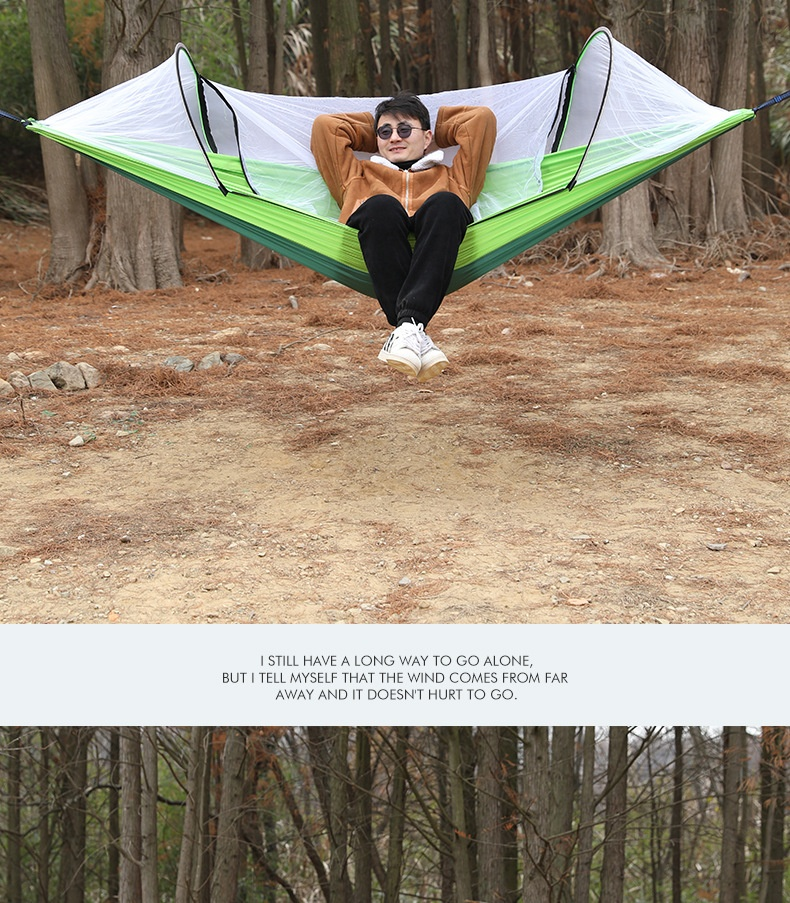 I STILL HAVE A LONG WAY TO GO ALONE,
BUT I TELL MYSELF THAT THE WIND COMES FROM FAR
AWAY AND IT DOESN'T HURT TO GO.